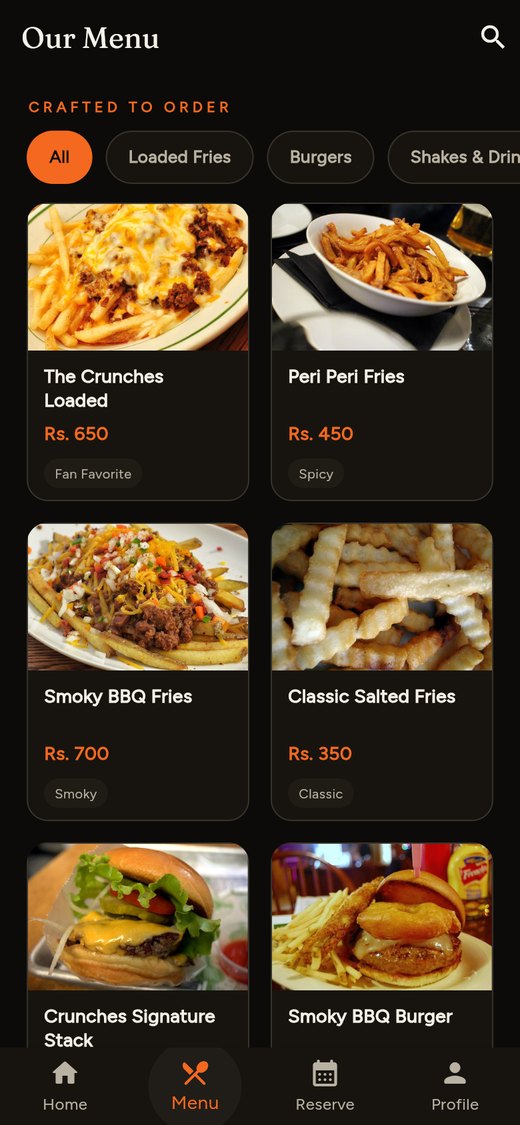 Our Menu
CRAFTED TO ORDER
All
Loaded Fries
Burgers
Shakes & Drin
The Crunches
Loaded
Rs. 650
Fan Favorite
Peri Peri Fries
Rs. 450
Spicy
Smoky BBQ Fries
Rs. 700
Smoky
Classic Salted Fries
Rs. 350
Classic
Crunches Signature
Stack
Smoky BBQ Burger
Home
Menu
Reserve
Profile